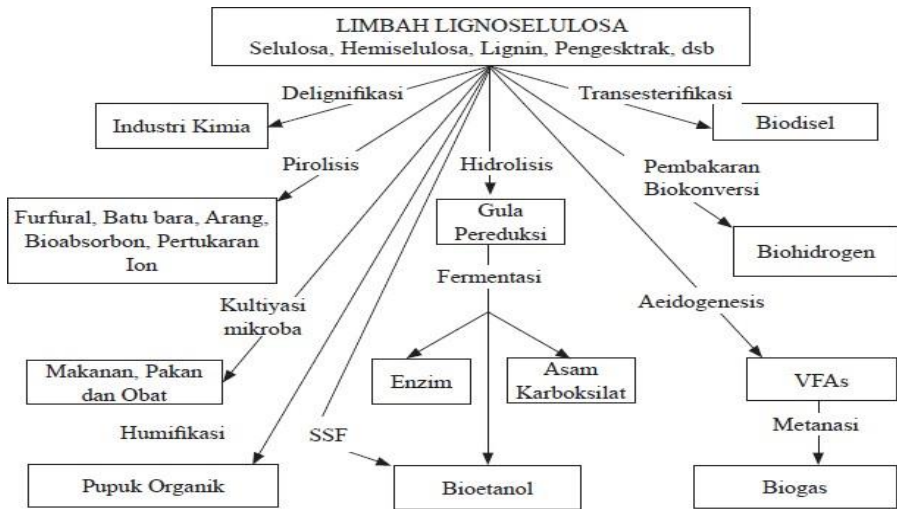 LIMBAH LIGNOSELULOSA
Selulosa, Hemiselulosa, Lignin, Pengesktrak, dsb
Delignifikasi
Transesterifikasi
Industri Kimia
Biodisel
Pirolisis
Hidrolisis
Pembakaran
Biokonversi
Furfural, Batu bara, Arang,
Bioabsorbon, Pertukaran
Ion
Gula
Pereduksi
Biohidrogen
Fermentasi
Kultiyasi
mikroba
Aeidogenesis
Makanan, Pakan
dan Obat
Enzim
Asam
Karboksilat
VFAs
Humifikasi
SSF
Metanasi
Pupuk Organik
Bioetanol
Biogas